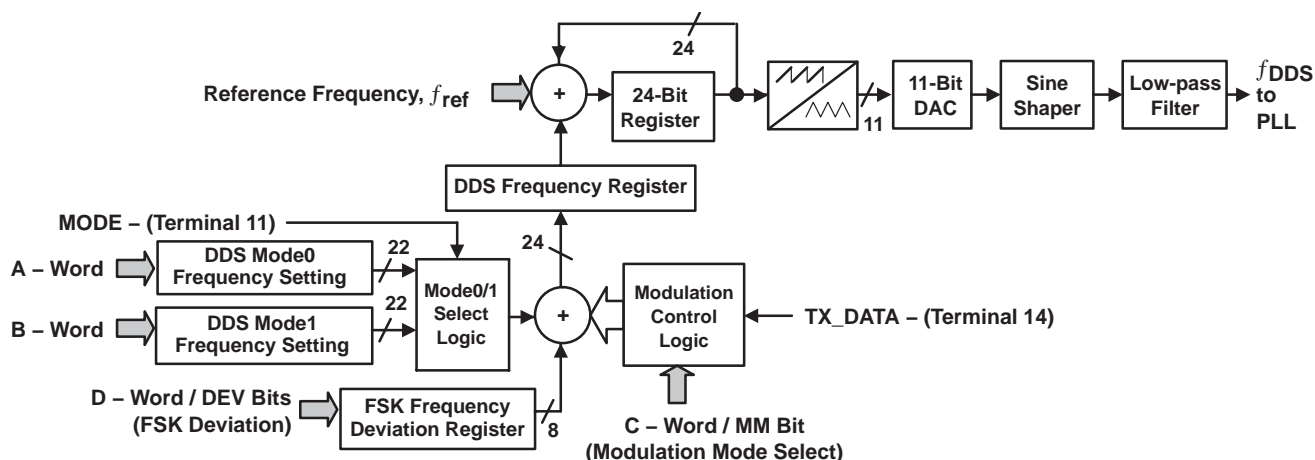 24
Reference Frequency, fref
+
24-Bit
Register
11
11-Bit
DAC
Sine
Shaper
Low-pass
Filter
fDDS
to
PLL
DDS Frequency Register
MODE – (Terminal 11)
24
A – Word
DDS Mode0
Frequency Setting
22
B – Word
DDS Mode1
Frequency Setting
22
Mode0/1
Select
Logic
+
Modulation
Control
Logic
TX_DATA – (Terminal 14)
D – Word / DEV Bits
(FSK Deviation)
FSK Frequency
Deviation Register
8
C – Word / MM Bit
(Modulation Mode Select)